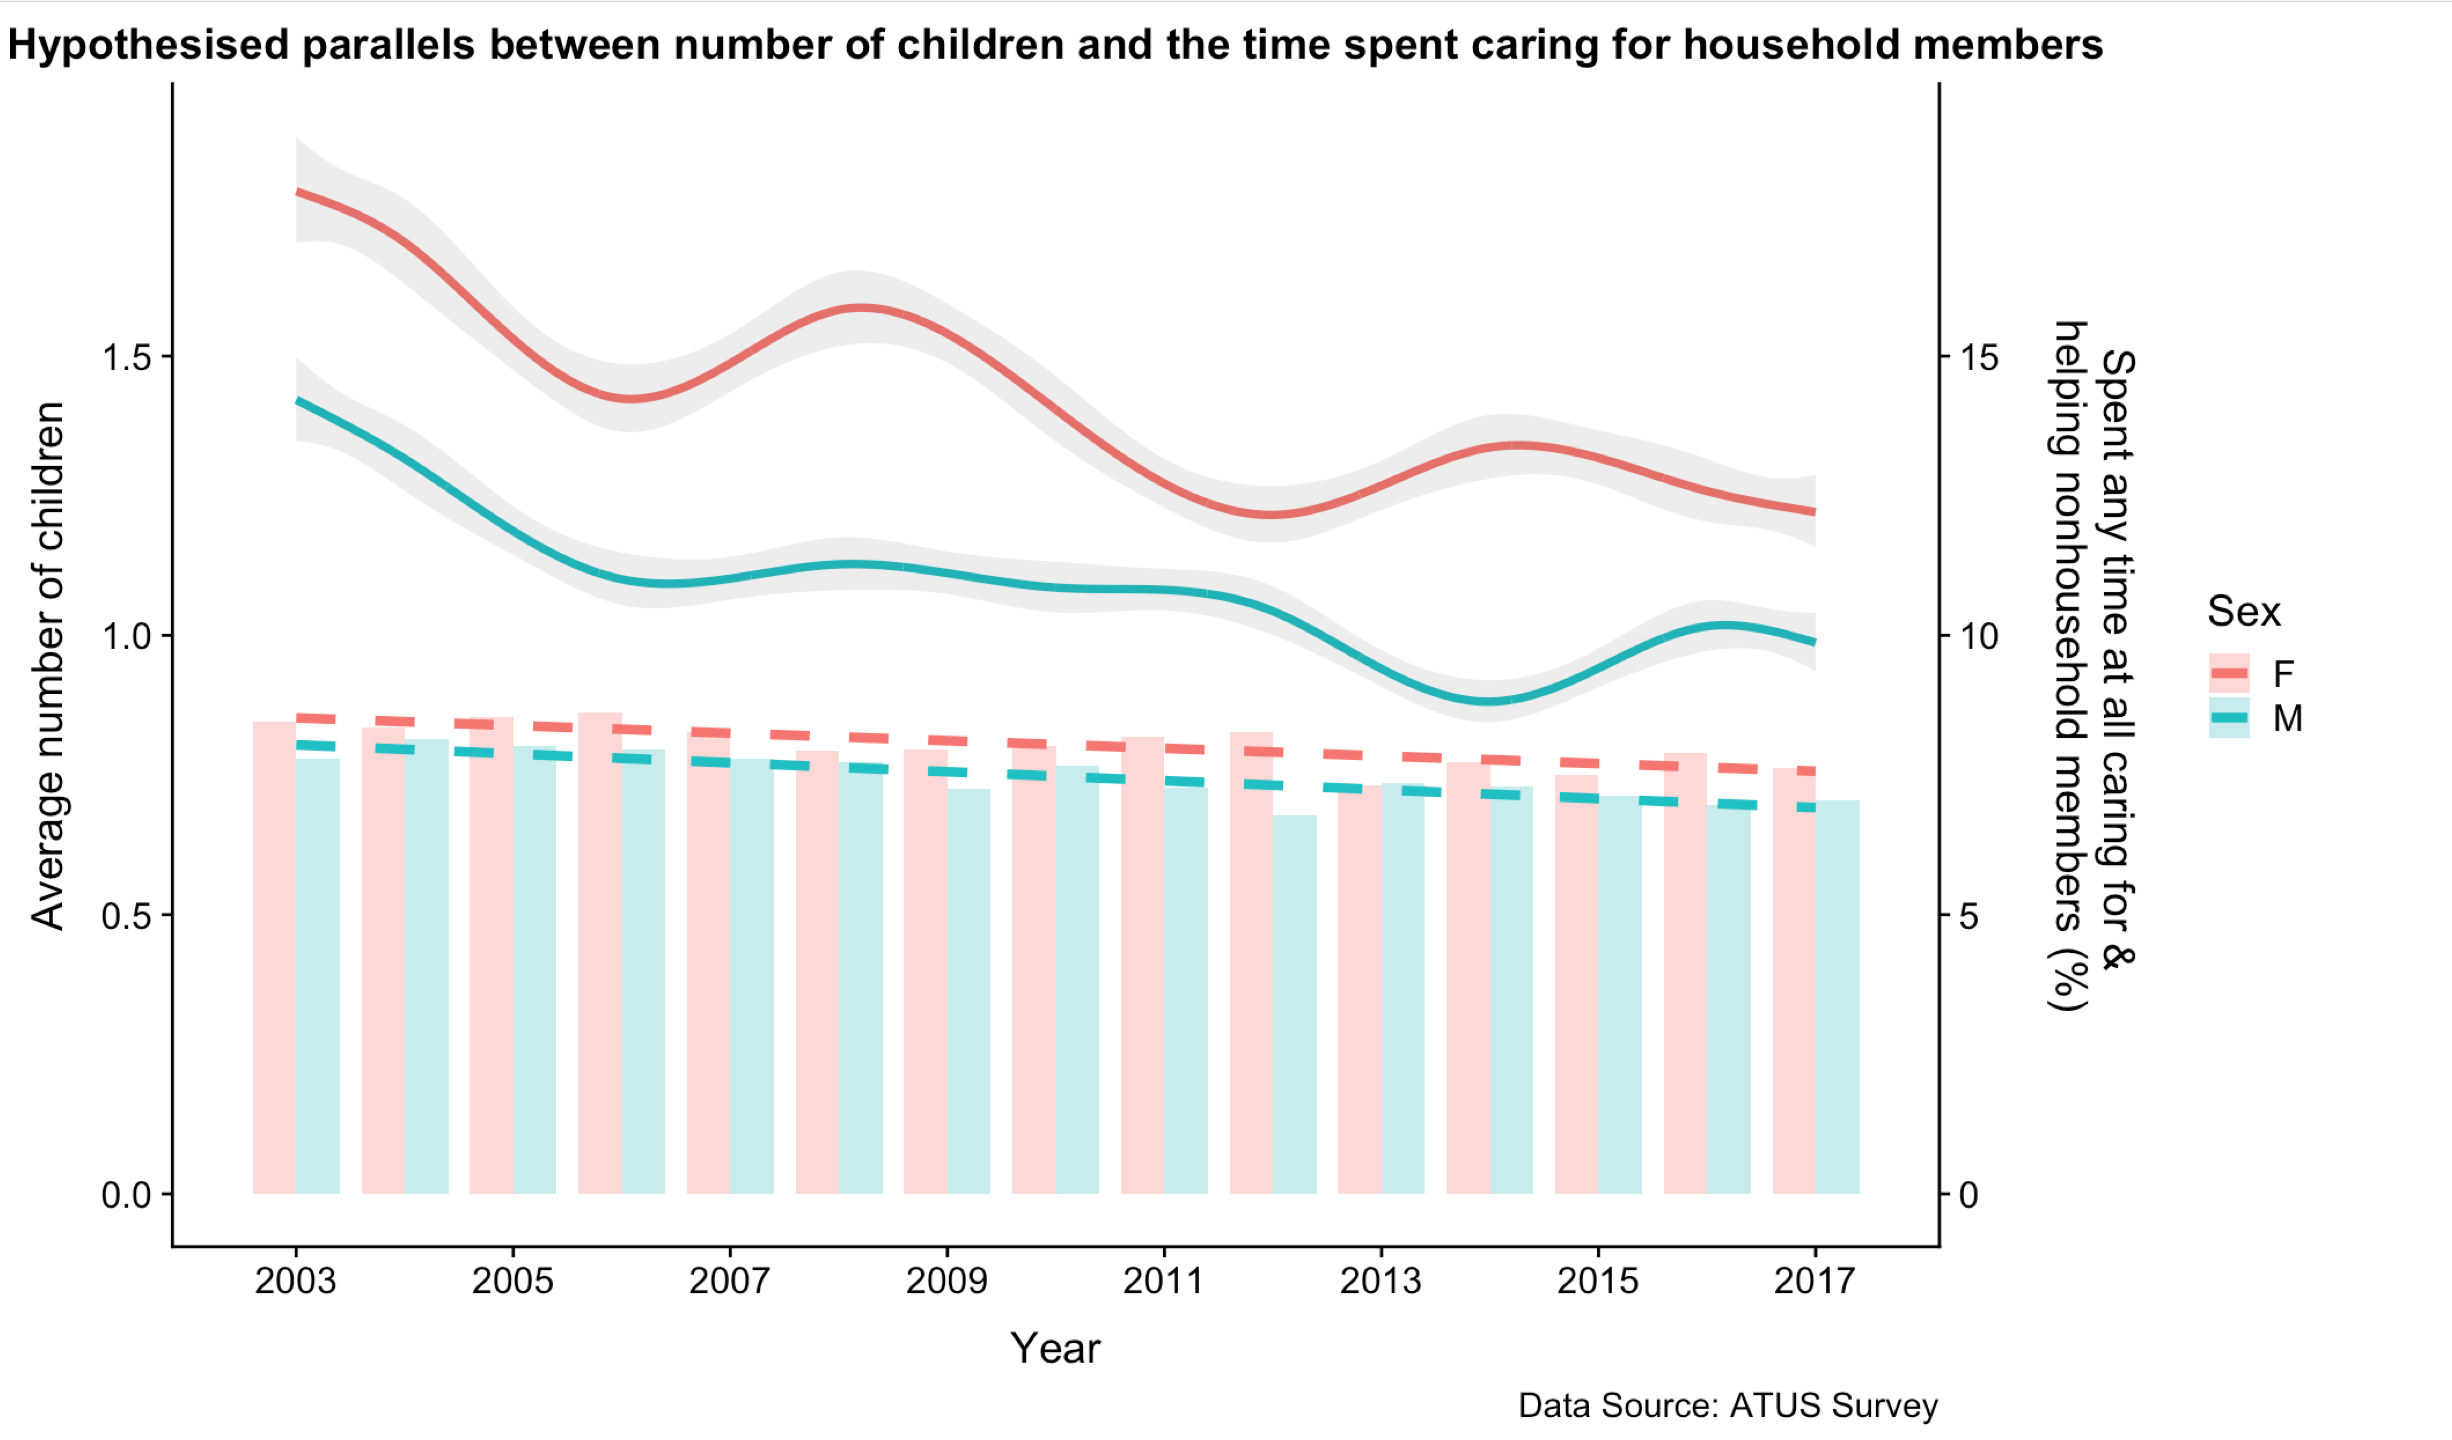 Hypothesised parallels between number of children and the time spent caring for household members
Average number of children
1.5
1.0
0.5
0.0
15
10
5
0
Spent any time at all caring for &
helping nonhousehold members (%)
Sex
F
M
2003 2005 2007 2009 2011 2013 2015 2017
Year
Data Source: ATUS Survey